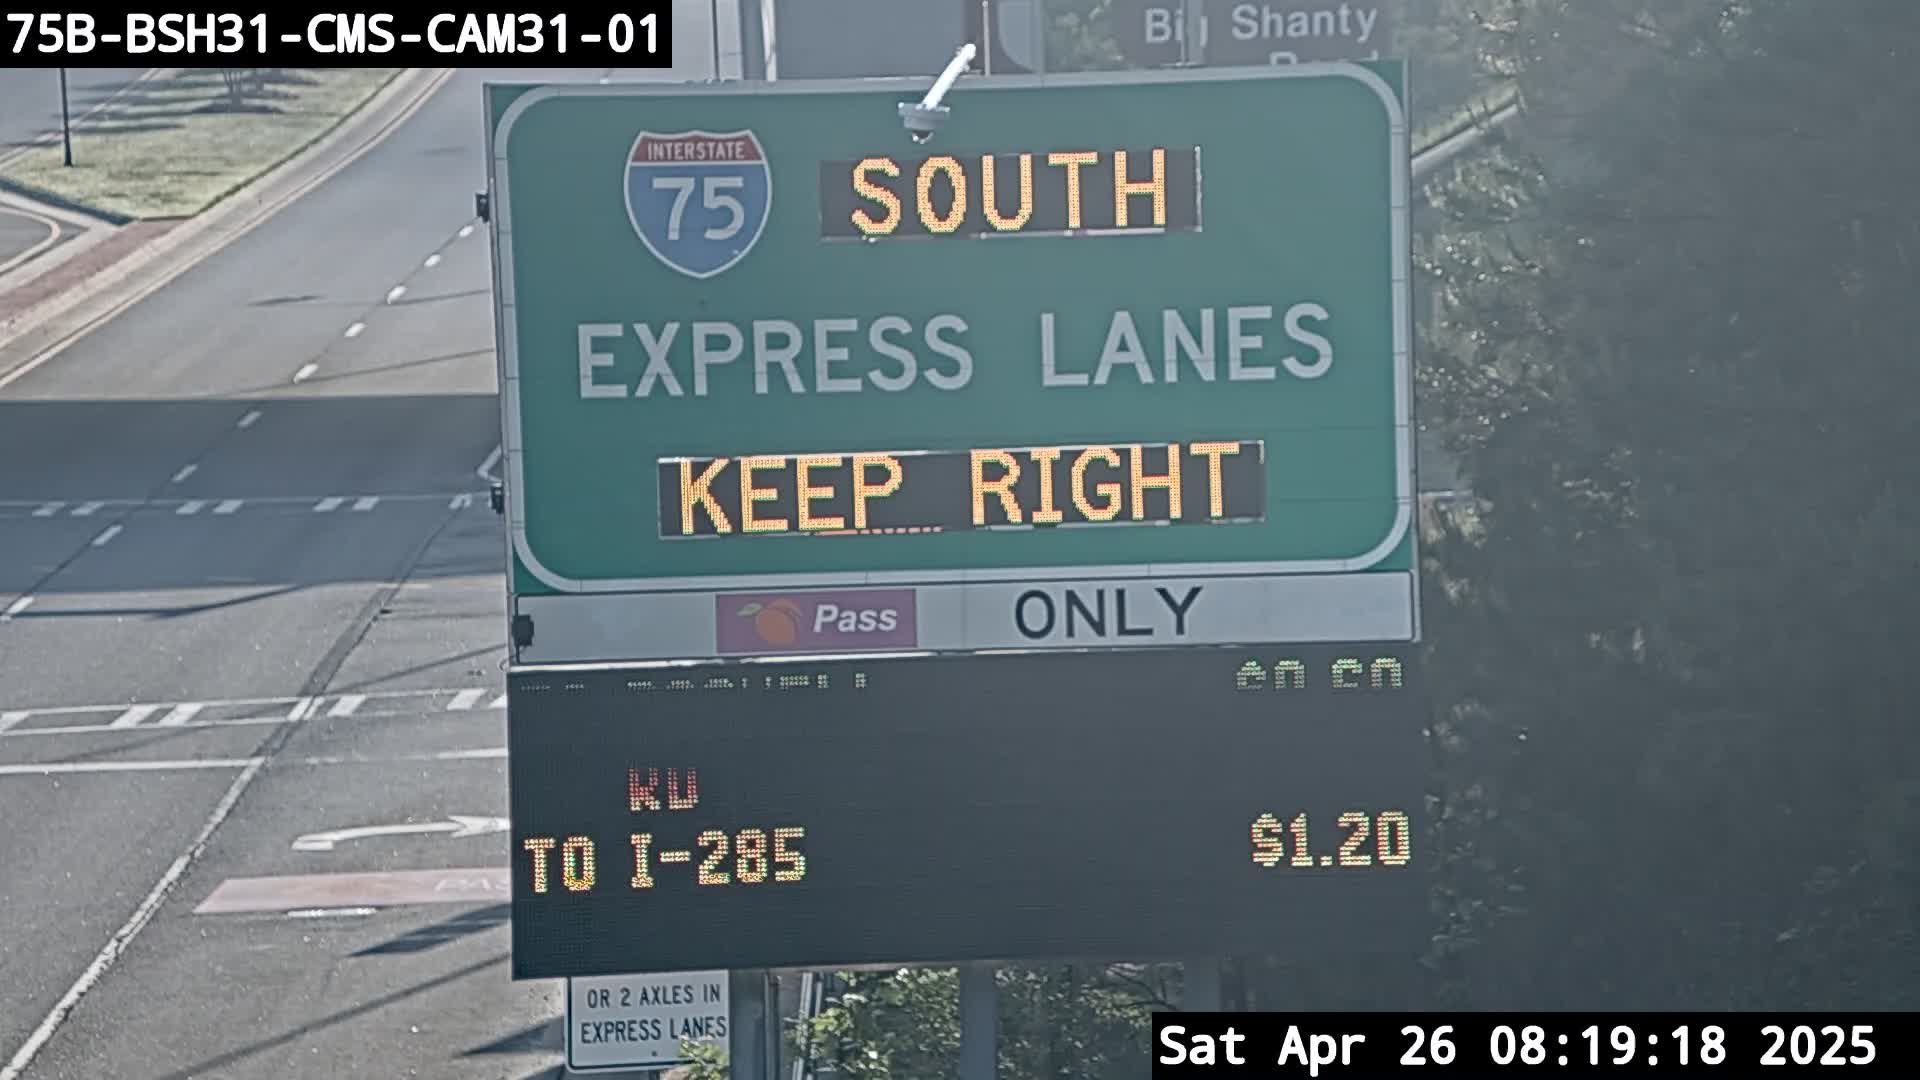 75B-BSH31-CMS-CAM31-01
Big Shanty
INTERSTATE
75
SOUTH
EXPRESS LANES
KEEP RIGHT
Pass
ONLY
TO I-285
$1.20
OR 2 AXLES IN
EXPRESS LANES
Sat Apr 26 08:19:18 2025